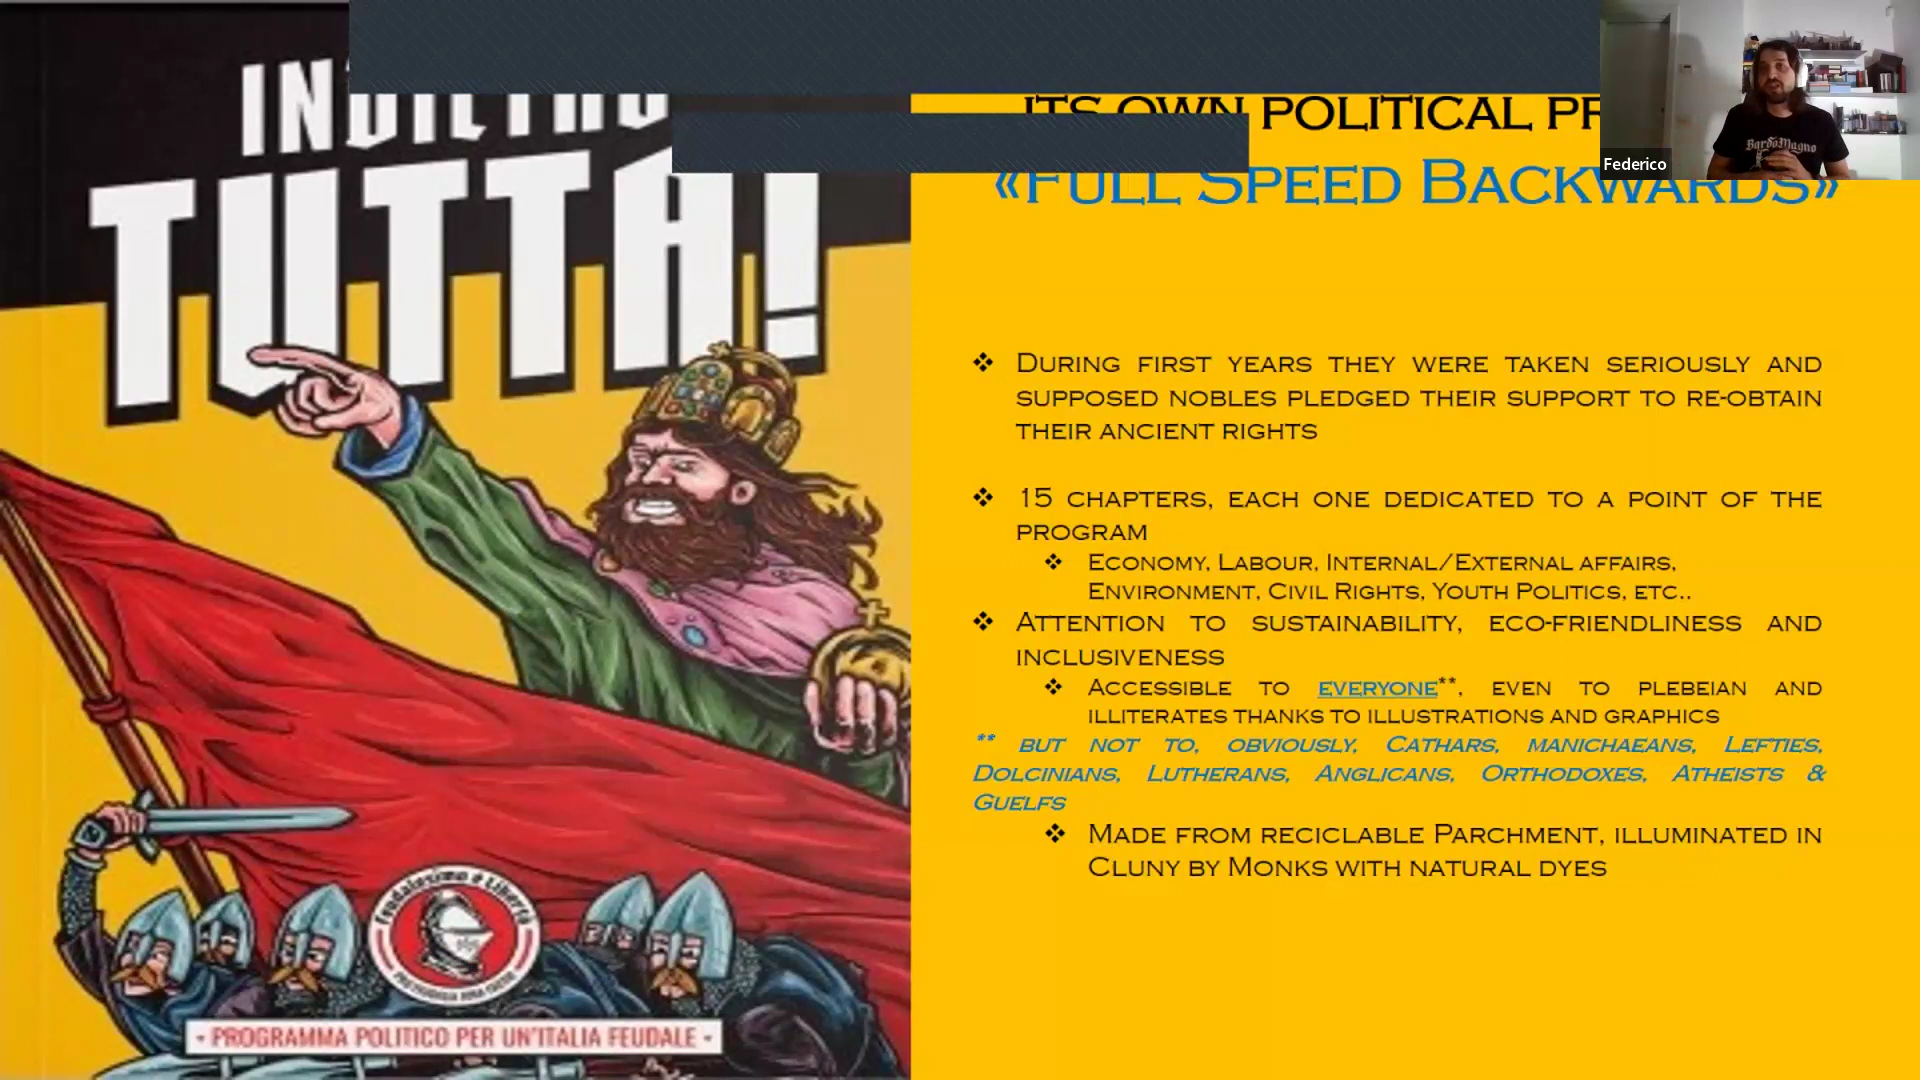 TUTTA!
Feudalesimo e Libertà
- PROGRAMMA POLITICO PER UN'ITALIA FEUDALE -
ITS OWN POLITICAL
«FULL SPEED BACKWARDS»
❖ DURING FIRST YEARS THEY WERE TAKEN SERIOUSLY AND
SUPPOSED NOBLES PLEDGED THEIR SUPPORT TO RE-OBTAIN
THEIR ANCIENT RIGHTS
❖ 15 CHAPTERS, EACH ONE DEDICATED TO A POINT OF THE
PROGRAM
❖ ECONOMY, LABOUR, INTERNAL/EXTERNAL AFFAIRS,
ENVIRONMENT, CIVIL RIGHTS, YOUTH POLITICS, ETC..
❖ ATTENTION TO SUSTAINABILITY, ECO-FRIENDLINESS AND
INCLUSIVENESS
❖ ACCESSIBLE TO EVERYONE**, EVEN TO PLEBEIAN AND
ILLITERATES THANKS TO ILLUSTRATIONS AND GRAPHICS
** BUT NOT TO, OBVIOUSLY, CATHARS, MANICHAEANS, LEFTIES,
DOLCINIANS, LUTHERANS, ANGLICANS, ORTHODOXES, ATHEISTS &
GUELFS
❖ MADE FROM RECICLABLE PARCHMENT, ILLUMINATED IN
CLUNY BY MONKS WITH NATURAL DYES
BardoMagno
Federico